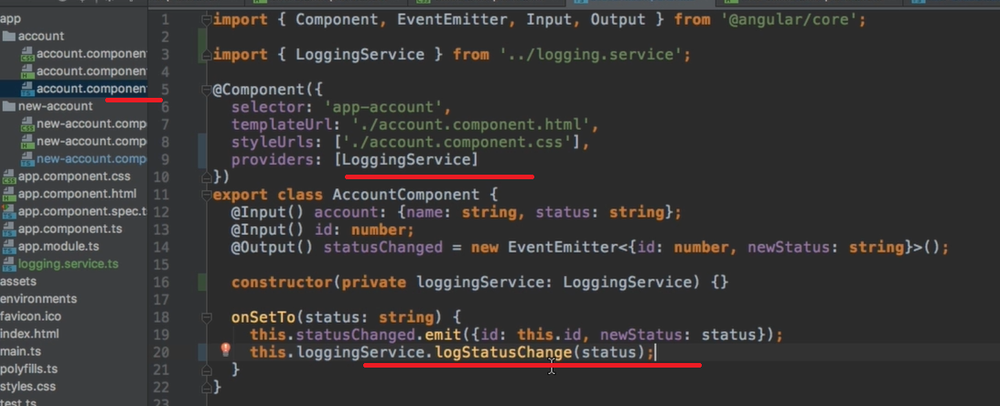 app
account
account.component
account.component
account.component
new-account
new-account.comp
new-account.comp
new-account.comp
app.component.css
app.component.html
app.component.spec.t
app.component.ts
app.module.ts
logging.service.ts
assets
environments
favicon.ico
index.html
main.ts
polyfills.ts
styles.css
test.ts
1 import { Component, EventEmitter, Input, Output } from '@angular/core';
2
3 import { LoggingService } from '../logging.service';
4
5 @Component({
6 selector: 'app-account',
7 templateUrl: './account.component.html',
8 styleUrls: ['./account.component.css'],
9 providers: [LoggingService]
10 })
11 export class AccountComponent {
12 @Input() account: {name: string, status: string};
13 @Input() id: number;
14 @Output() statusChanged = new EventEmitter<{id: number, newStatus: string}>();
15
16 constructor(private loggingService: LoggingService) {}
17
18 onSetTo(status: string) {
19 this.statusChanged.emit({id: this.id, newStatus: status});
20 this.loggingService.logStatusChange(status);
21 }
22 }
23